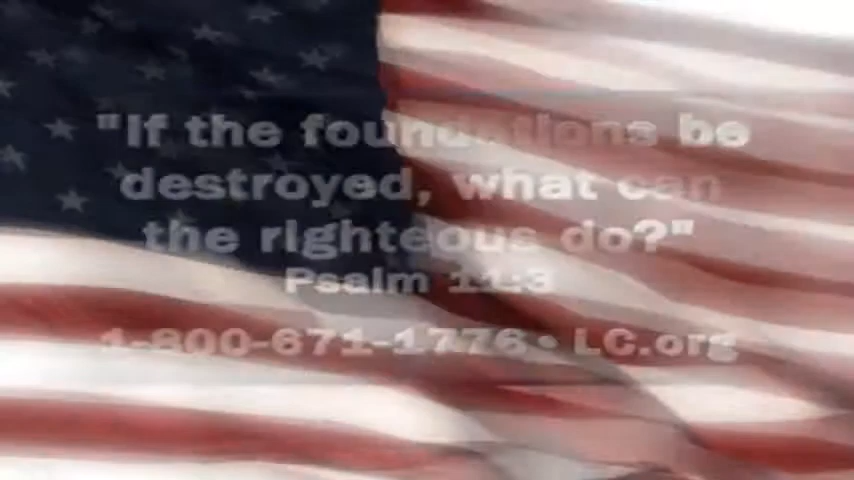 "If the foundations be
destroyed, what can
the righteous do?"
Psalm 11:3
1-800-671-1776 • LC.org